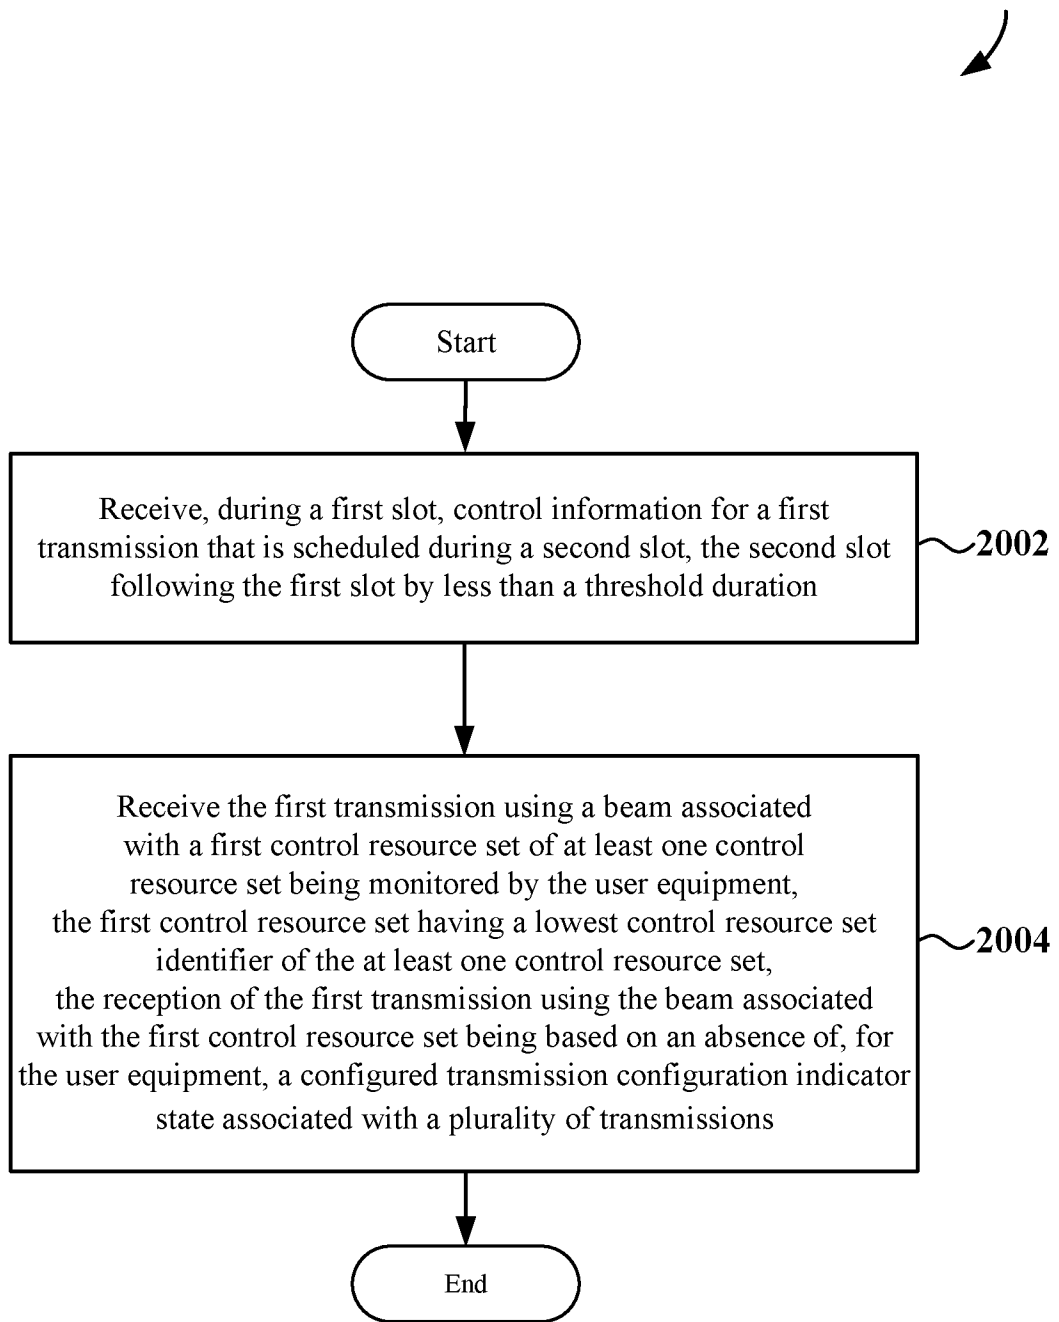 Start
Receive, during a first slot, control information for a first
transmission that is scheduled during a second slot, the second slot
following the first slot by less than a threshold duration
2002
Receive the first transmission using a beam associated
with a first control resource set of at least one control
resource set being monitored by the user equipment,
the first control resource set having a lowest control resource set
identifier of the at least one control resource set,
the reception of the first transmission using the beam associated
with the first control resource set being based on an absence of, for
the user equipment, a configured transmission configuration indicator
state associated with a plurality of transmissions
2004
End